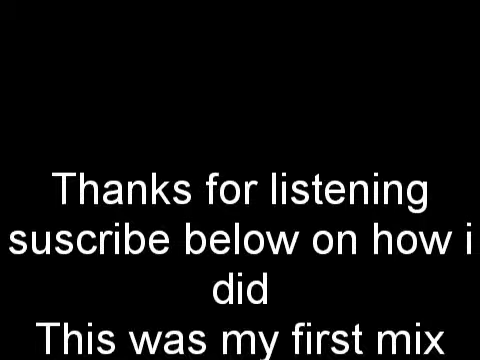 Thanks for listening
suscribe below on how i
did
This was my first mix